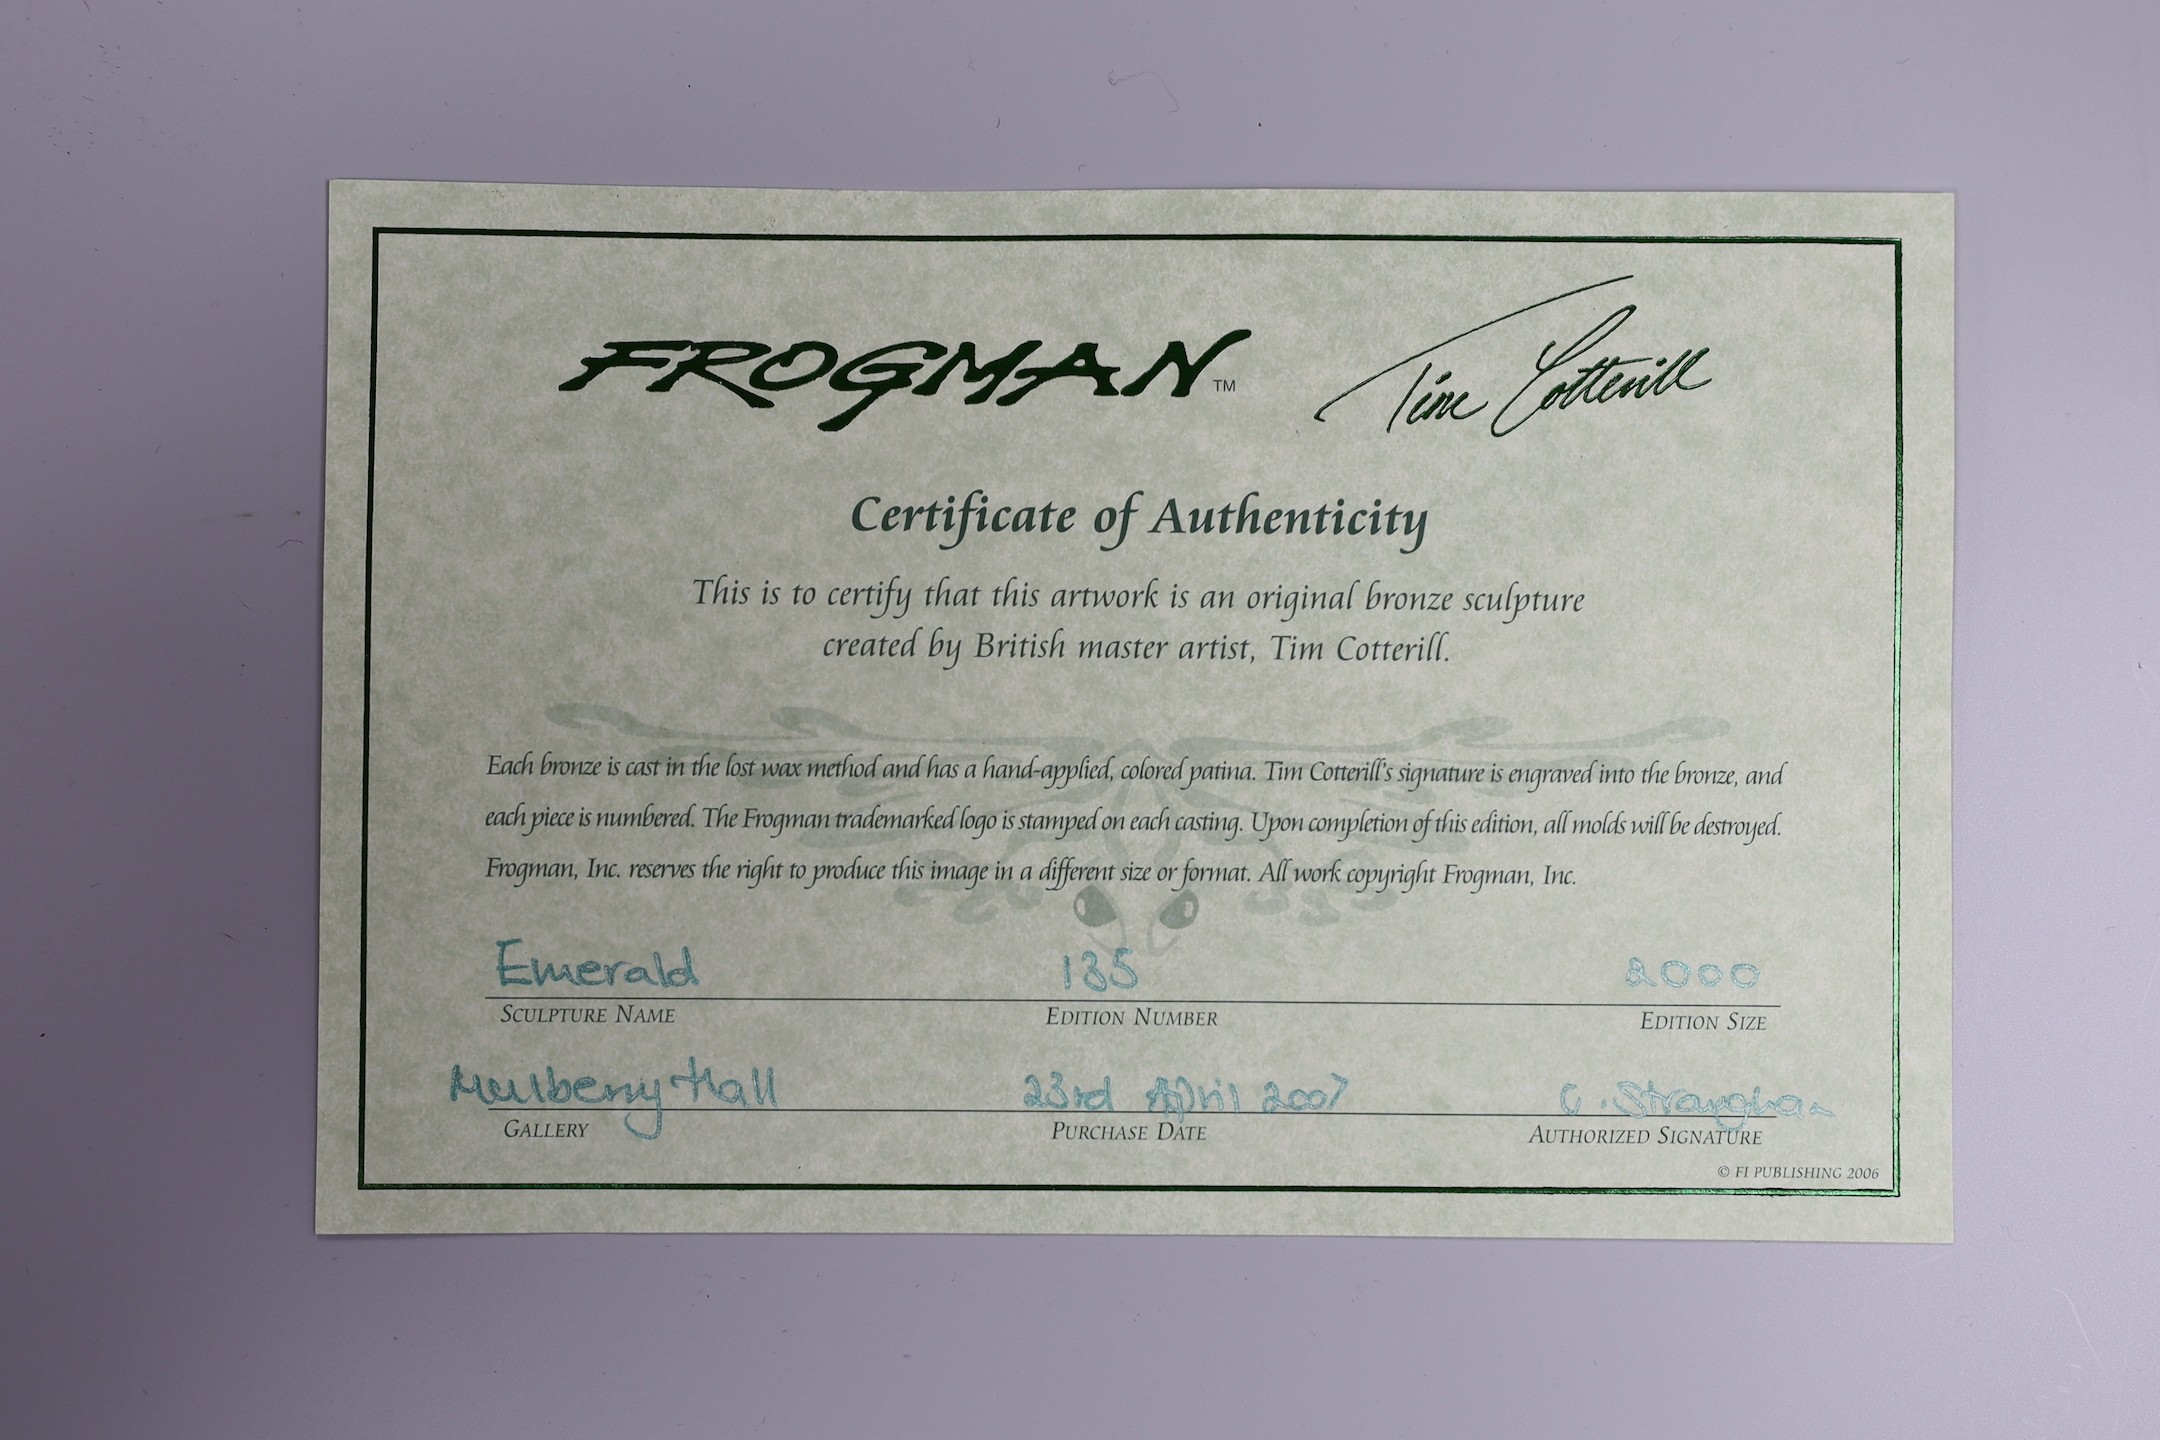 FROGMAN™ Tim Cotterill
Certificate of Authenticity
This is to certify that this artwork is an original bronze sculpture
created by British master artist, Tim Cotterill.
Each bronze is cast in the lost wax method and has a hand-applied, colored patina. Tim Cotterill's signature is engraved into the bronze, and
each piece is numbered. The Frogman trademarked logo is stamped on each casting. Upon completion of this edition, all molds will be destroyed.
Frogman, Inc. reserves the right to produce this image in a different size or format. All work copyright Frogman, Inc.
Emerald 135 2000
SCULPTURE NAME EDITION NUMBER EDITION SIZE
Mulberry Hall 23rd April 2007 C. Straughan
GALLERY PURCHASE DATE AUTHORIZED SIGNATURE
© FI PUBLISHING 2006